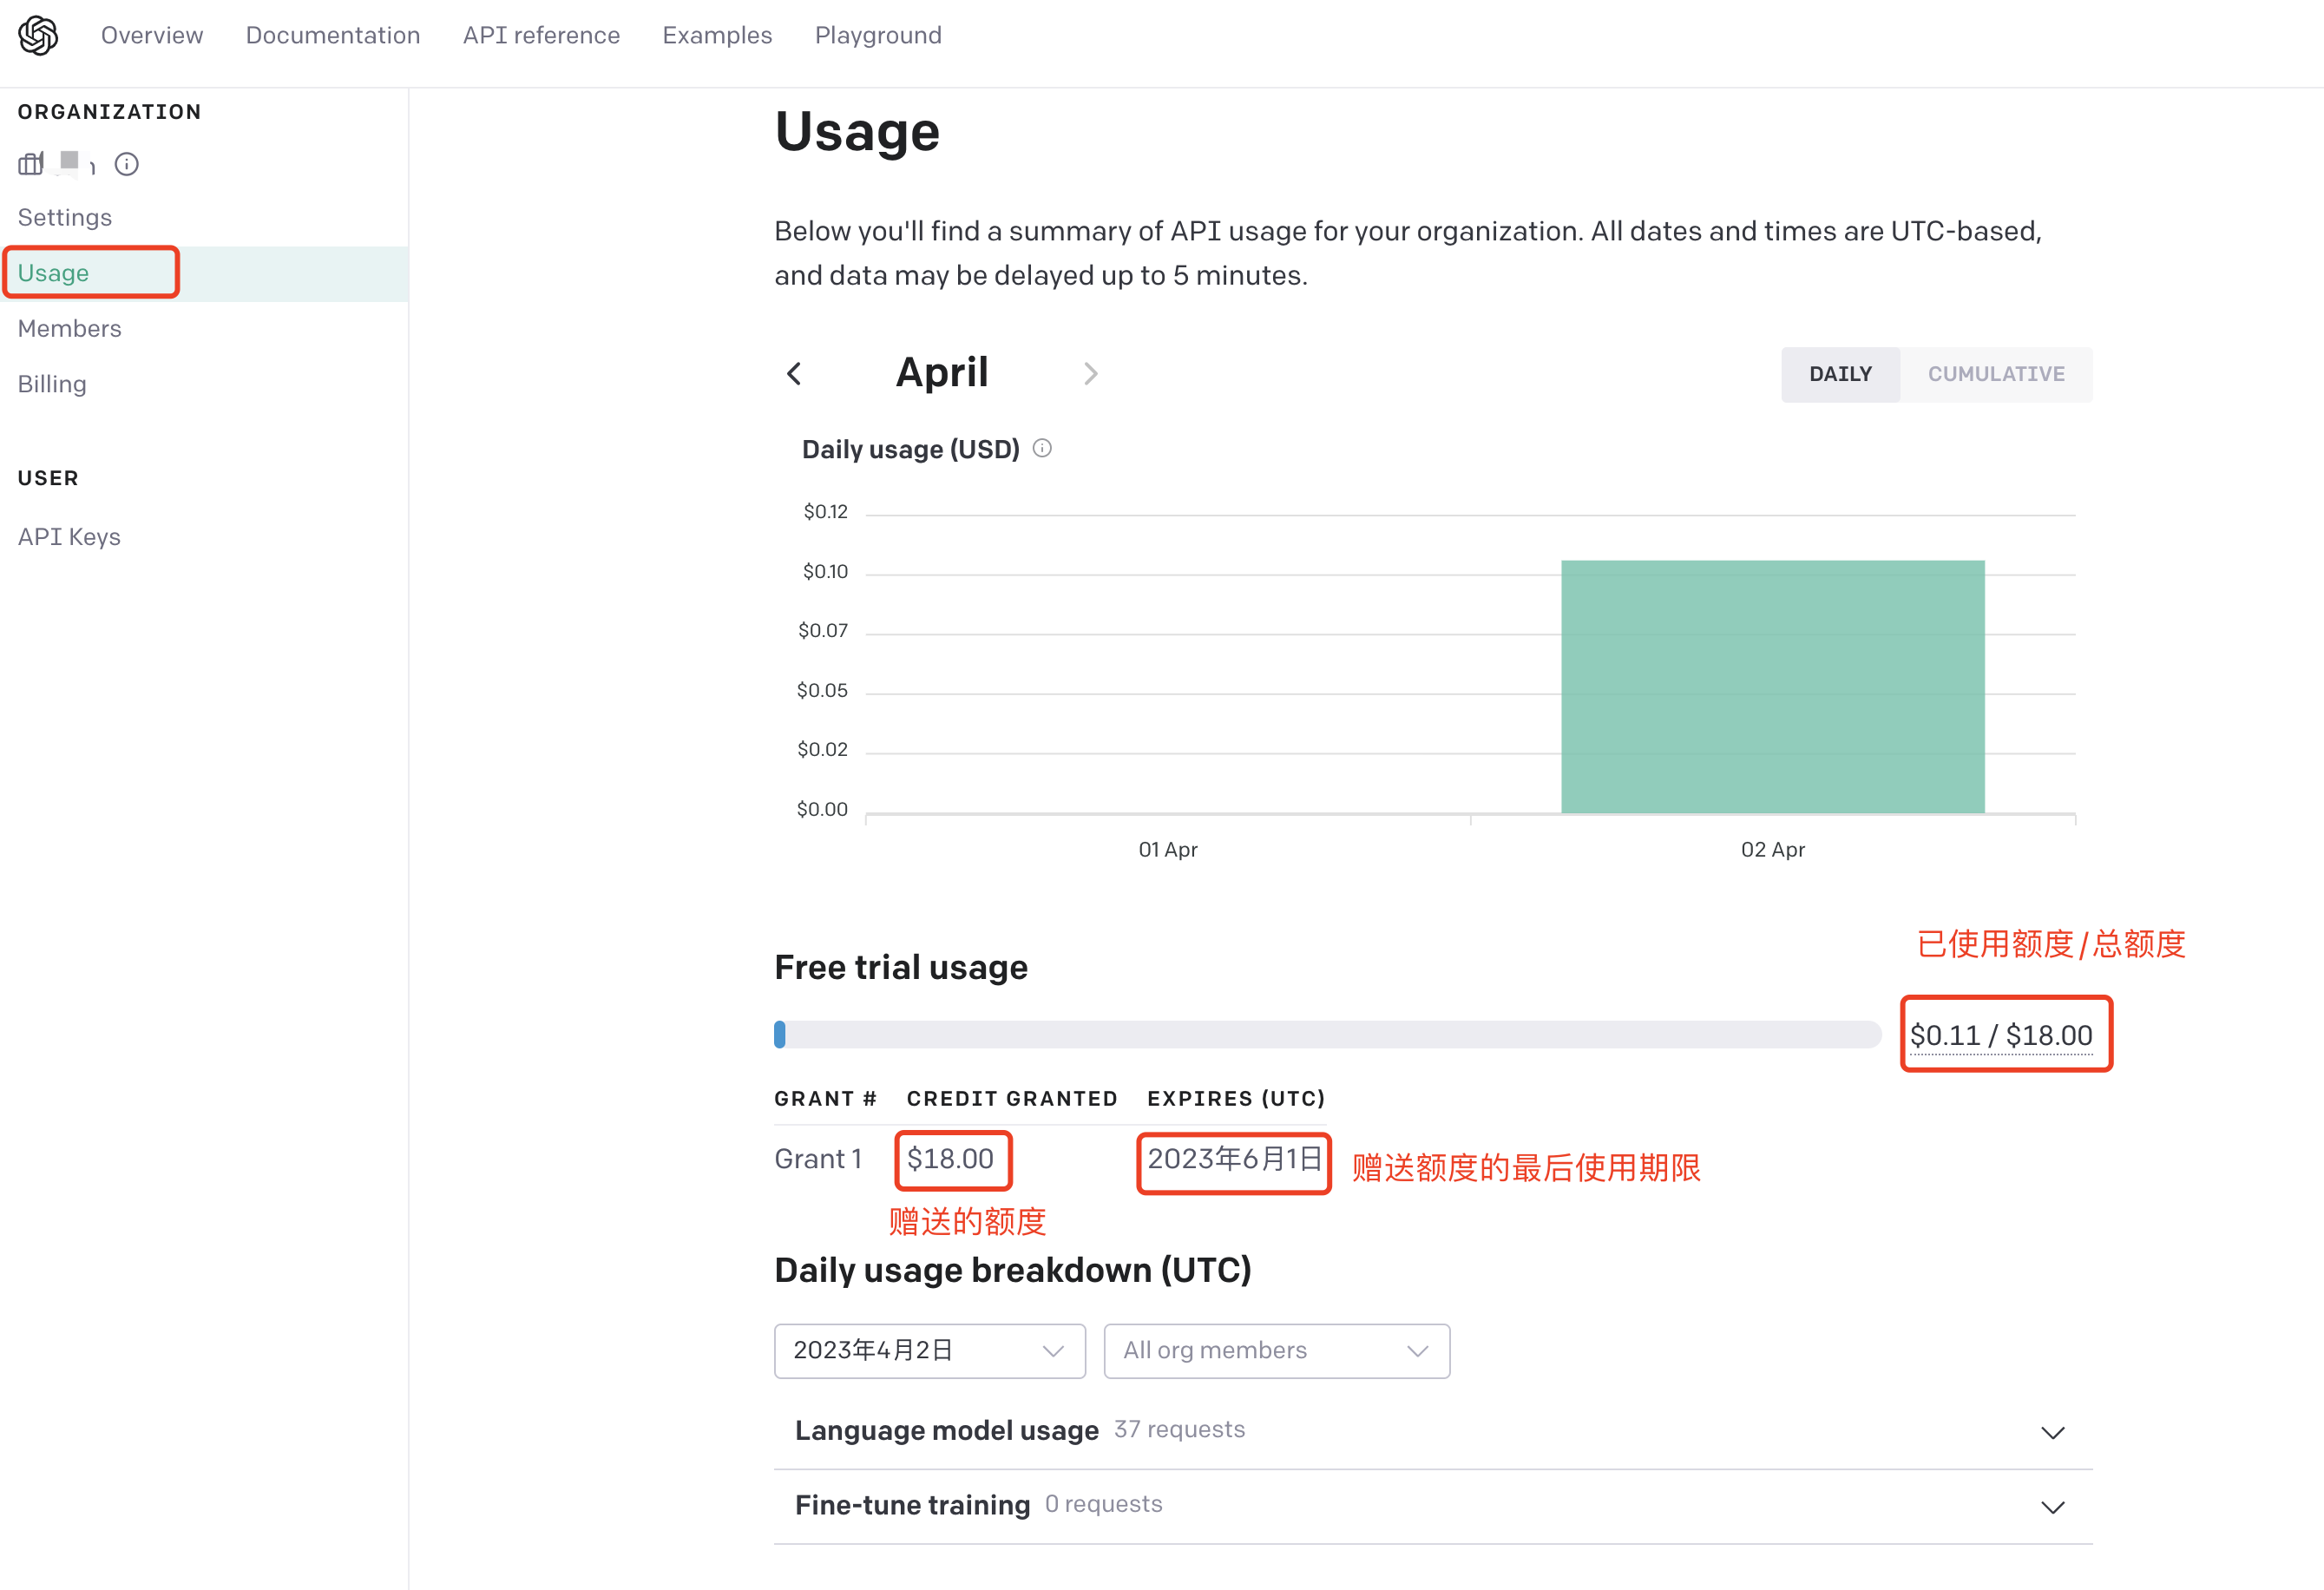 Overview Documentation API reference Examples Playground
ORGANIZATION
Settings
Usage
Members
Billing
USER
API Keys
Usage
Below you'll find a summary of API usage for your organization. All dates and times are UTC-based,
and data may be delayed up to 5 minutes.
April
DAILY CUMULATIVE
Daily usage (USD)
$0.12
$0.10
$0.07
$0.05
$0.02
$0.00
01 Apr 02 Apr
已使用额度/总额度
Free trial usage
$0.11 / $18.00
GRANT # CREDIT GRANTED EXPIRES (UTC)
Grant 1 $18.00 2023年6月1日 赠送额度的最后使用期限
赠送的额度
Daily usage breakdown (UTC)
2023年4月2日 All org members
Language model usage 37 requests
Fine-tune training 0 requests